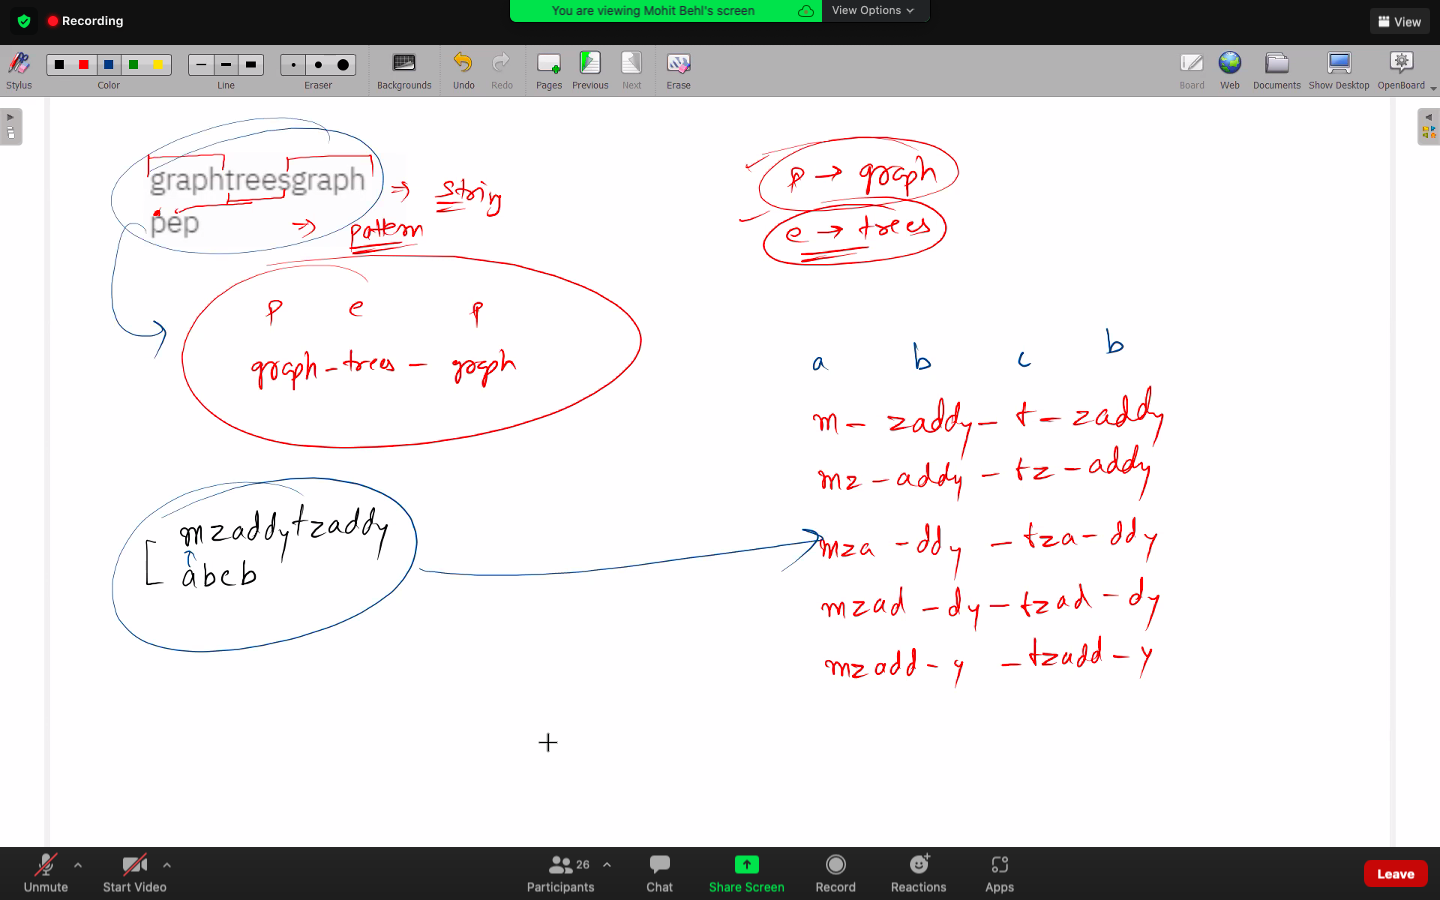 Recording
You are viewing Mohit Behl's screen
View Options
View
Stylus
Color
Line
Eraser
Backgrounds
Undo
Redo
Pages
Previous
Next
Erase
Board
Web
Documents
Show Desktop
OpenBoard
graphtreesgraph ⇒ string
pep ⇒ pattern
p → graph
e → trees
p e p
graph - trees - graph
a b c b
m - zaddy - t - zaddy
mz - addy - tz - addy
mza - ddy - tza - ddy
mzad - dy - tzad - dy
mzadd - y - tzadd - y
mzaddytzaddy
abcb
Unmute
Start Video
Participants
26
Chat
Share Screen
Record
Reactions
Apps
Leave